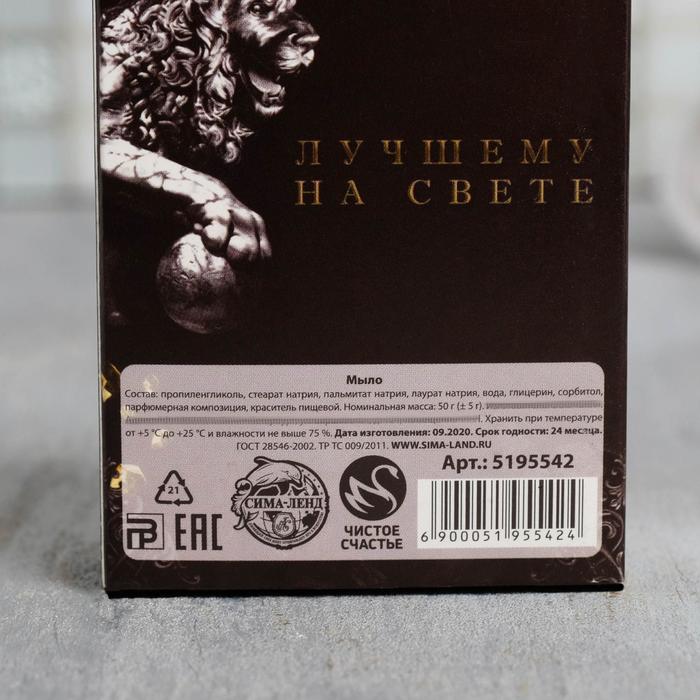 ЛУЧШЕМУ
НА СВЕТЕ
Мыло
Состав: пропиленгликоль, стеарат натрия, пальмитат натрия, лаурат натрия, вода, глицерин, сорбитол,
парфюмерная композиция, краситель пищевой. Номинальная масса: 50 г (± 5 г).
Хранить при температуре
от +5 °C до +25 °C и влажности не выше 75 %. Дата изготовления: 09.2020. Срок годности: 24 месяца.
ГОСТ 28546-2002. ТР ТС 009/2011. WWW.SIMA-LAND.RU
Арт.: 5195542
21
СИМА-ЛЕНД
ЕАС
ЧИСТОЕ
СЧАСТЬЕ
6 900051 955424